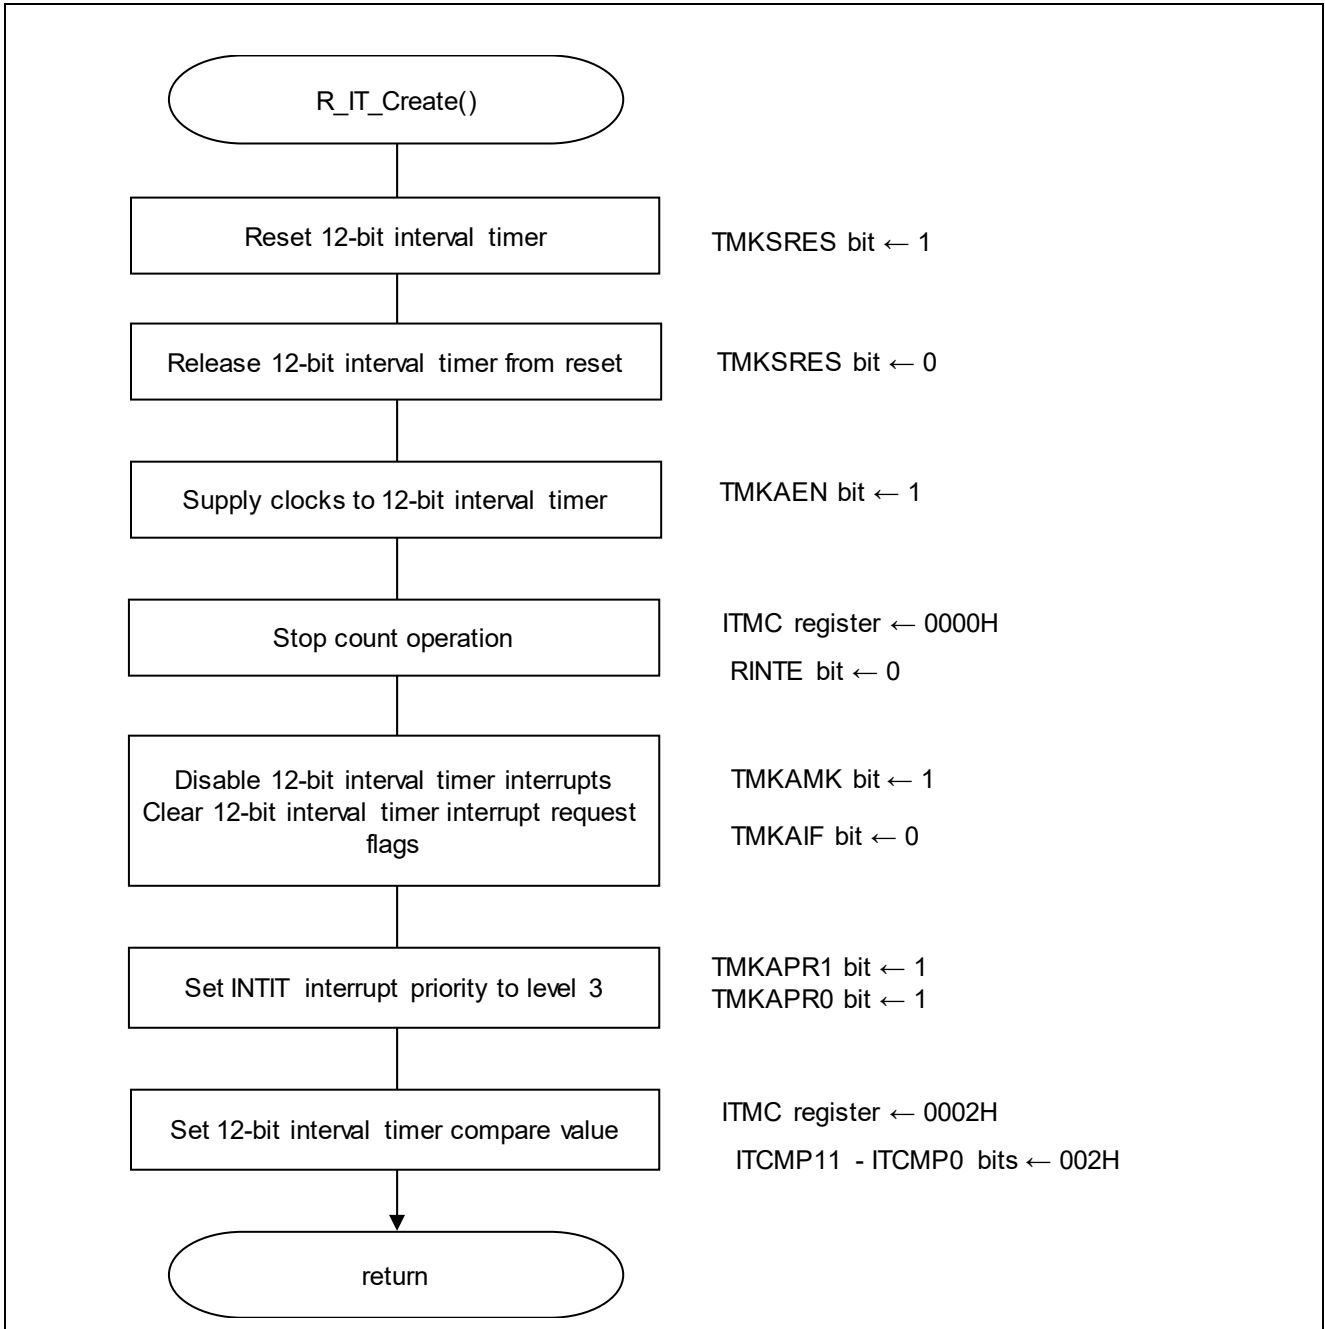 R_IT_Create()
Reset 12-bit interval timer
TMKSRES bit ← 1
Release 12-bit interval timer from reset
TMKSRES bit ← 0
Supply clocks to 12-bit interval timer
TMKAEN bit ← 1
Stop count operation
ITMC register ← 0000H
RINTE bit ← 0
Disable 12-bit interval timer interrupts
Clear 12-bit interval timer interrupt request
flags
TMKAMK bit ← 1
TMKAIF bit ← 0
Set INTIT interrupt priority to level 3
TMKAPR1 bit ← 1
TMKAPR0 bit ← 1
Set 12-bit interval timer compare value
ITMC register ← 0002H
ITCMP11 - ITCMP0 bits ← 002H
return